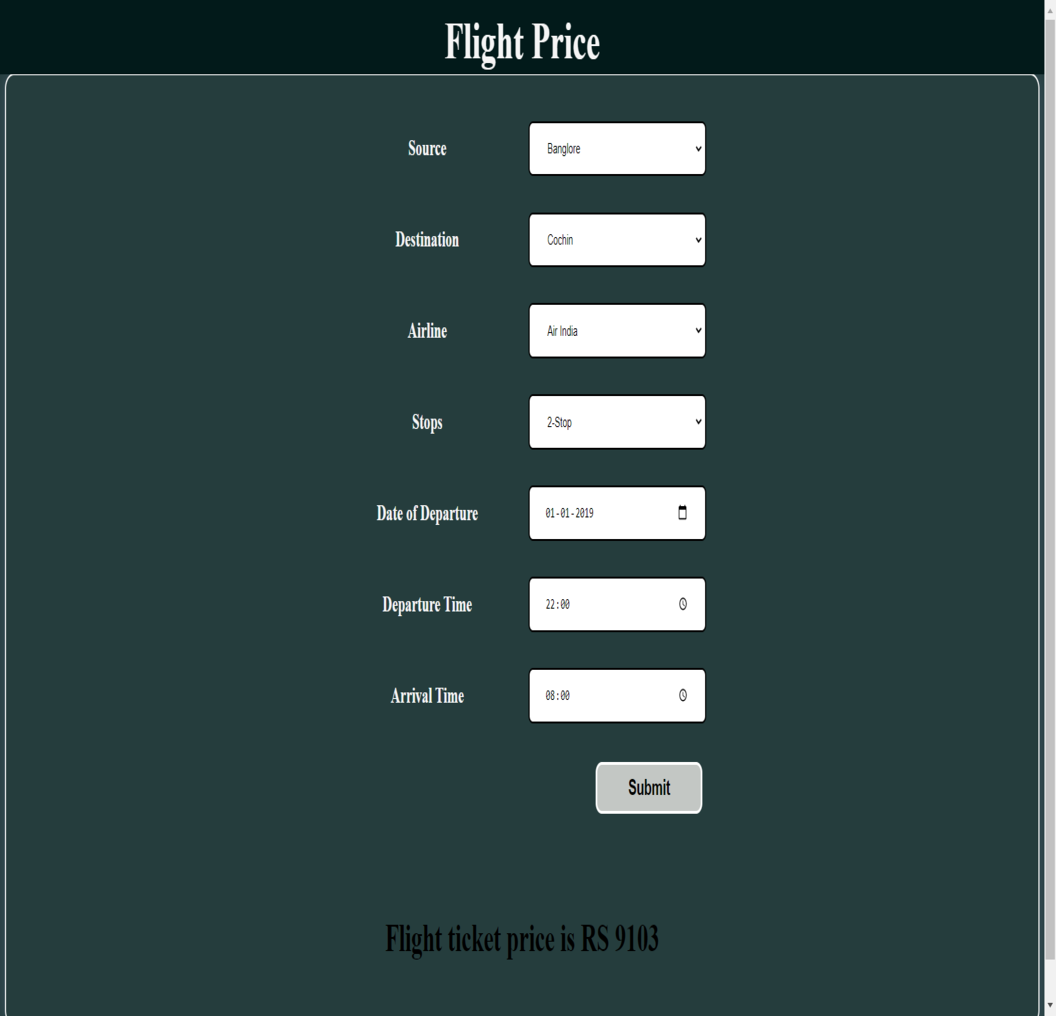 Flight Price
Source Banglore
Destination Cochin
Airline Air India
Stops 2-Stop
Date of Departure 01-01-2019
Departure Time 22:00
Arrival Time 08:00
Submit
Flight ticket price is RS 9103